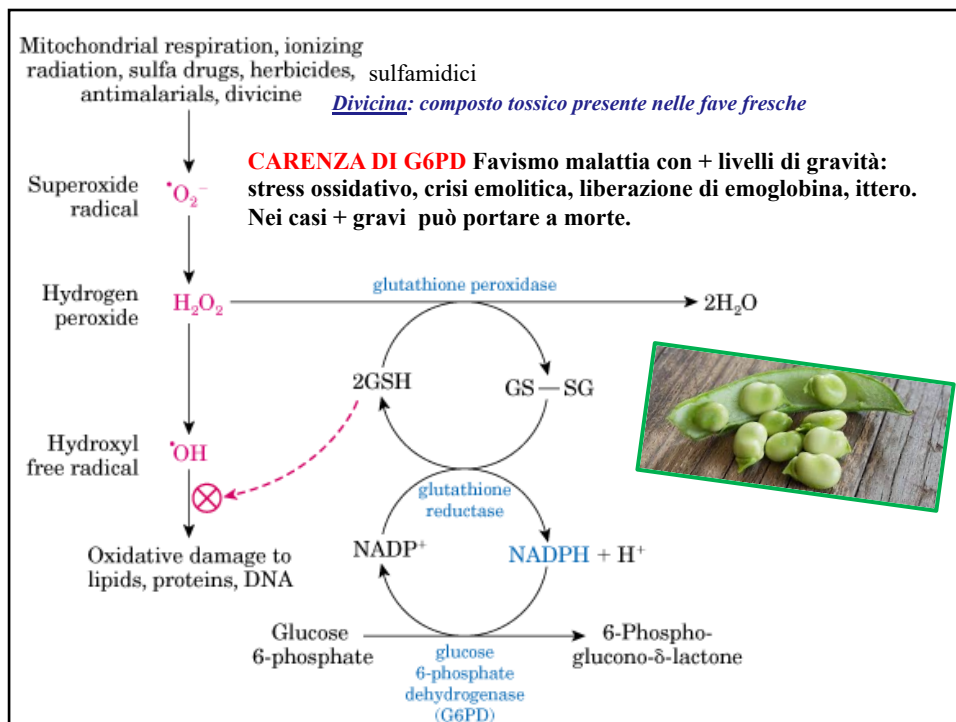 Mitochondrial respiration, ionizing
radiation, sulfa drugs, herbicides,
antimalarials, divicine
sulfamidici
Divicina: composto tossico presente nelle fave fresche
CARENZA DI G6PD Favismo malattia con + livelli di gravità:
stress ossidativo, crisi emolitica, liberazione di emoglobina, ittero.
Nei casi + gravi può portare a morte.
Superoxide
radical
•O₂⁻
Hydrogen
peroxide
H₂O₂
glutathione peroxidase
2H₂O
2GSH
GS—SG
Hydroxyl
free radical
•OH
glutathione
reductase
Oxidative damage to
lipids, proteins, DNA
NADP⁺
NADPH + H⁺
Glucose
6-phosphate
glucose
6-phosphate
dehydrogenase
(G6PD)
6-Phospho-
glucono-δ-lactone